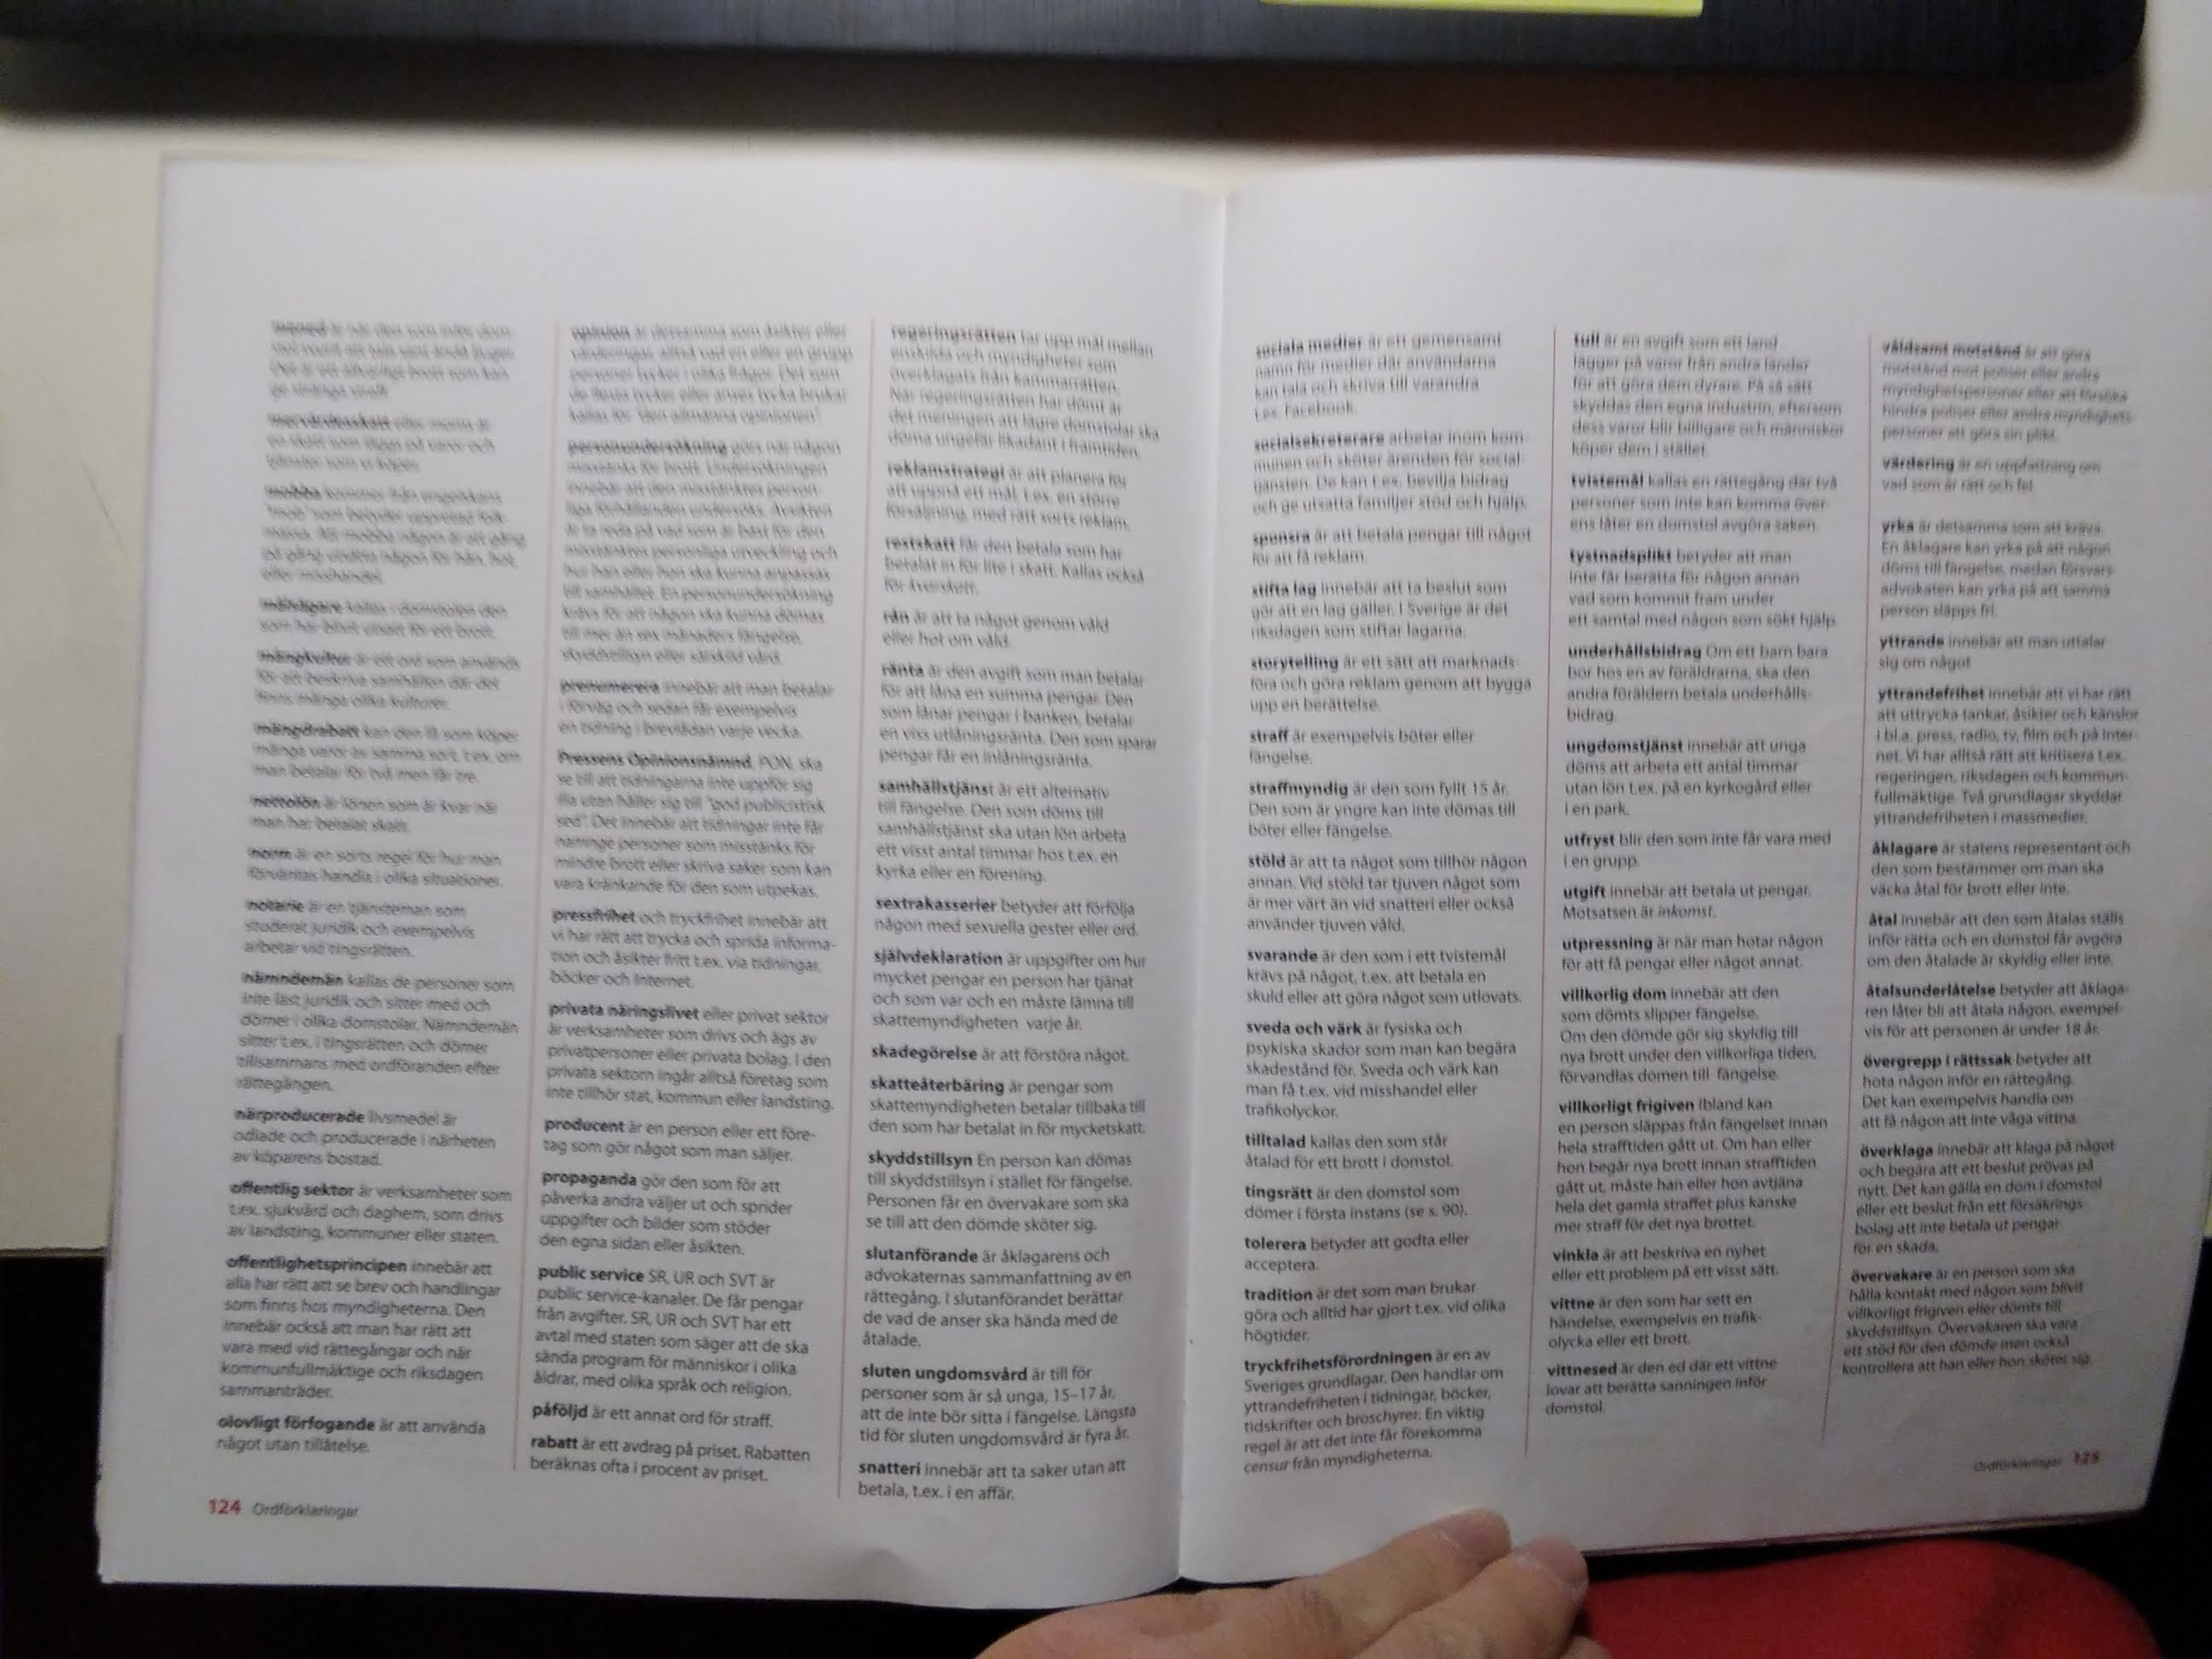 mervärdesskatt eller moms är
en skatt som läggs på varor och
tjänster som vi köper.
mobba kommer från engelskans
"mob" som betyder uppretad folk-
massa. Att mobba någon är att gång
på gång utsätta någon för hån, hot,
eller misshandel.
målsägare kallas i domstolen den
som har blivit utsatt för ett brott.
mångkultur är ett ord som används
för att beskriva samhällen där det
finns många olika kulturer.
mängdrabatt kan den få som köper
många varor av samma sort, t.ex. om
man betalar för två men får tre.
nettolön är lönen som är kvar när
man har betalat skatt.
norm är en sorts regel för hur man
förväntas handla i olika situationer.
notarie är en tjänsteman som
studerat juridik och exempelvis
arbetar vid tingsrätten.
nämndemän kallas de personer som
inte läst juridik och sitter med och
dömer i olika domstolar. Nämndemän
sitter t.ex. i tingsrätten och dömer
tillsammans med ordföranden efter
rättegången.
närproducerade livsmedel är
odlade och producerade i närheten
av köparens bostad.
offentlig sektor är verksamheter som
t.ex. sjukvård och daghem, som drivs
av landsting, kommuner eller staten.
offentlighetsprincipen innebär att
alla har rätt att se brev och handlingar
som finns hos myndigheterna. Den
innebär också att man har rätt att
vara med vid rättegångar och när
kommunfullmäktige och riksdagen
sammanträder.
olovligt förfogande är att använda
något utan tillåtelse.
124 Ordförklaringar
opinion är detsamma som åsikter eller
värderingar, alltså vad en eller en grupp
personer tycker i olika frågor. Det som
de flesta tycker eller anses tycka brukar
kallas för "den allmänna opinionen".
personundersökning görs när någon
misstänks för brott. Undersökningen
innebär att den misstänktes person-
liga förhållanden undersöks. Avsikten
är ta reda på vad som är bäst för den
misstänktes personliga utveckling och
hur han eller hon ska kunna anpassas
till samhället. En personundersökning
krävs för att någon ska kunna dömas
till mer än sex månaders fängelse,
skyddstillsyn eller särskild vård.
prenumerera innebär att man betalar
i förväg och sedan får exempelvis
en tidning i brevlådan varje vecka.
Pressens Opinionsnämnd, PON, ska
se till att tidningarna inte uppför sig
illa utan håller sig till "god publicistisk
sed". Det innebär att tidningar inte får
namnge personer som misstänks för
mindre brott eller skriva saker som kan
vara kränkande för den som utpekas.
pressfrihet och tryckfrihet innebär att
vi har rätt att trycka och sprida informa-
tion och åsikter fritt t.ex. via tidningar,
böcker och Internet.
privata näringslivet eller privat sektor
är verksamheter som drivs och ägs av
privatpersoner eller privata bolag. I den
privata sektorn ingår alltså företag som
inte tillhör stat, kommun eller landsting.
producent är en person eller ett före-
tag som gör något som man säljer.
propaganda gör den som för att
påverka andra väljer ut och sprider
uppgifter och bilder som stöder
den egna sidan eller åsikten.
public service SR, UR och SVT är
public service-kanaler. De får pengar
från avgifter. SR, UR och SVT har ett
avtal med staten som säger att de ska
sända program för människor i olika
åldrar, med olika språk och religion.
påföljd är ett annat ord för straff.
rabatt är ett avdrag på priset. Rabatten
beräknas ofta i procent av priset.
regeringsrätten tar upp mål mellan
enskilda och myndigheter som
överklagats från kammarrätten.
När regeringsrätten har dömt är
det meningen att lägre domstolar ska
döma ungefär likadant i framtiden.
reklamstrategi är att planera för
att uppnå ett mål, t.ex. en större
försäljning, med rätt sorts reklam.
restskatt får den betala som har
betalat in för lite i skatt. Kallas också
för kvarskatt.
rån är att ta något genom våld
eller hot om våld.
ränta är den avgift som man betalar
för att låna en summa pengar. Den
som lånar pengar i banken, betalar
en viss utlåningsränta. Den som sparar
pengar får en inlåningsränta.
samhällstjänst är ett alternativ
till fängelse. Den som döms till
samhällstjänst ska utan lön arbeta
ett visst antal timmar hos t.ex. en
kyrka eller en förening.
sextrakasserier betyder att förfölja
någon med sexuella gester eller ord.
självdeklaration är uppgifter om hur
mycket pengar en person har tjänat
och som var och en måste lämna till
skattemyndigheten varje år.
skadegörelse är att förstöra något.
skatteåterbäring är pengar som
skattemyndigheten betalar tillbaka till
den som har betalat in för mycketskatt.
skyddstillsyn En person kan dömas
till skyddstillsyn i stället för fängelse.
Personen får en övervakare som ska
se till att den dömde sköter sig.
slutanförande är åklagarens och
advokaternas sammanfattning av en
rättegång. I slutanförandet berättar
de vad de anser ska hända med de
åtalade.
sluten ungdomsvård är till för
personer som är så unga, 15–17 år,
att de inte bör sitta i fängelse. Längsta
tid för sluten ungdomsvård är fyra år.
snatteri innebär att ta saker utan att
betala, t.ex. i en affär.
sociala medier är ett gemensamt
namn för medier där användarna
kan tala och skriva till varandra
t.ex. Facebook.
socialsekreterare arbetar inom kom-
munen och sköter ärenden för social-
tjänsten. De kan t.ex. bevilja bidrag
och ge utsatta familjer stöd och hjälp.
sponsra är att betala pengar till något
för att få reklam.
stifta lag innebär att ta beslut som
gör att en lag gäller. I Sverige är det
riksdagen som stiftar lagarna.
storytelling är ett sätt att marknads-
föra och göra reklam genom att bygga
upp en berättelse.
straff är exempelvis böter eller
fängelse.
straffmyndig är den som fyllt 15 år.
Den som är yngre kan inte dömas till
böter eller fängelse.
stöld är att ta något som tillhör någon
annan. Vid stöld tar tjuven något som
är mer värt än vid snatteri eller också
använder tjuven våld.
svarande är den som i ett tvistemål
krävs på något, t.ex. att betala en
skuld eller att göra något som utlovats.
sveda och värk är fysiska och
psykiska skador som man kan begära
skadestånd för. Sveda och värk kan
man få t.ex. vid misshandel eller
trafikolyckor.
tilltalad kallas den som står
åtalad för ett brott i domstol.
tingsrätt är den domstol som
dömer i första instans (se s. 90).
tolerera betyder att godta eller
acceptera.
tradition är det som man brukar
göra och alltid har gjort t.ex. vid olika
högtider.
tryckfrihetsförordningen är en av
Sveriges grundlagar. Den handlar om
yttrandefriheten i tidningar, böcker,
tidskrifter och broschyrer. En viktig
regel är att det inte får förekomma
censur från myndigheterna.
tull är en avgift som ett land
lägger på varor från andra länder
för att göra dem dyrare. På så sätt
skyddas den egna industrin, eftersom
dess varor blir billigare och människor
köper dem i stället.
tvistemål kallas en rättegång där två
personer som inte kan komma över-
ens låter en domstol avgöra saken.
tystnadsplikt betyder att man
inte får berätta för någon annan
vad som kommit fram under
ett samtal med någon som sökt hjälp.
underhållsbidrag Om ett barn bara
bor hos en av föräldrarna, ska den
andra föräldern betala underhålls-
bidrag.
ungdomstjänst innebär att unga
döms att arbeta ett antal timmar
utan lön t.ex. på en kyrkogård eller
i en park.
utfryst blir den som inte får vara med
i en grupp.
utgift innebär att betala ut pengar.
Motsatsen är inkomst.
utpressning är när man hotar någon
för att få pengar eller något annat.
villkorlig dom innebär att den
som dömts slipper fängelse.
Om den dömde gör sig skyldig till
nya brott under den villkorliga tiden,
förvandlas domen till fängelse.
villkorligt frigiven Ibland kan
en person släppas från fängelset innan
hela strafftiden gått ut. Om han eller
hon begår nya brott innan strafftiden
gått ut, måste han eller hon avtjäna
hela det gamla straffet plus kanske
mer straff för det nya brottet.
vinkla är att beskriva en nyhet
eller ett problem på ett visst sätt.
vittne är den som har sett en
händelse, exempelvis en trafik-
olycka eller ett brott.
vittnesed är den ed där ett vittne
lovar att berätta sanningen inför
domstol.
våldsamt motstånd är att göra
motstånd mot poliser eller andra
myndighetspersoner eller att försöka
hindra poliser eller andra myndighets-
personer att göra sin plikt.
värdering är en uppfattning om
vad som är rätt och fel.
yrka är detsamma som att kräva.
En åklagare kan yrka på att någon
döms till fängelse, medan försvars-
advokaten kan yrka på att samma
person släpps fri.
yttrande innebär att man uttalar
sig om något
yttrandefrihet innebär att vi har rätt
att uttrycka tankar, åsikter och känslor
i bl.a. press, radio, tv, film och på Inter-
net. Vi har alltså rätt att kritisera t.ex.
regeringen, riksdagen och kommun-
fullmäktige. Två grundlagar skyddar
yttrandefriheten i massmedier.
åklagare är statens representant och
den som bestämmer om man ska
väcka åtal för brott eller inte.
åtal innebär att den som åtalas ställs
inför rätta och en domstol får avgöra
om den åtalade är skyldig eller inte.
åtalsunderlåtelse betyder att åklaga-
ren låter bli att åtala någon, exempel-
vis för att personen är under 18 år.
övergrepp i rättssak betyder att
hota någon inför en rättegång.
Det kan exempelvis handla om
att få någon att inte våga vittna.
överklaga innebär att klaga på något
och begära att ett beslut prövas på
nytt. Det kan gälla en dom i domstol
eller ett beslut från ett försäkrings-
bolag att inte betala ut pengar
för en skada.
övervakare är en person som ska
hålla kontakt med någon som blivit
villkorligt frigiven eller dömts till
skyddstillsyn. Övervakaren ska vara
ett stöd för den dömde men också
kontrollera att han eller hon sköter sig.
Ordförklaringar 125